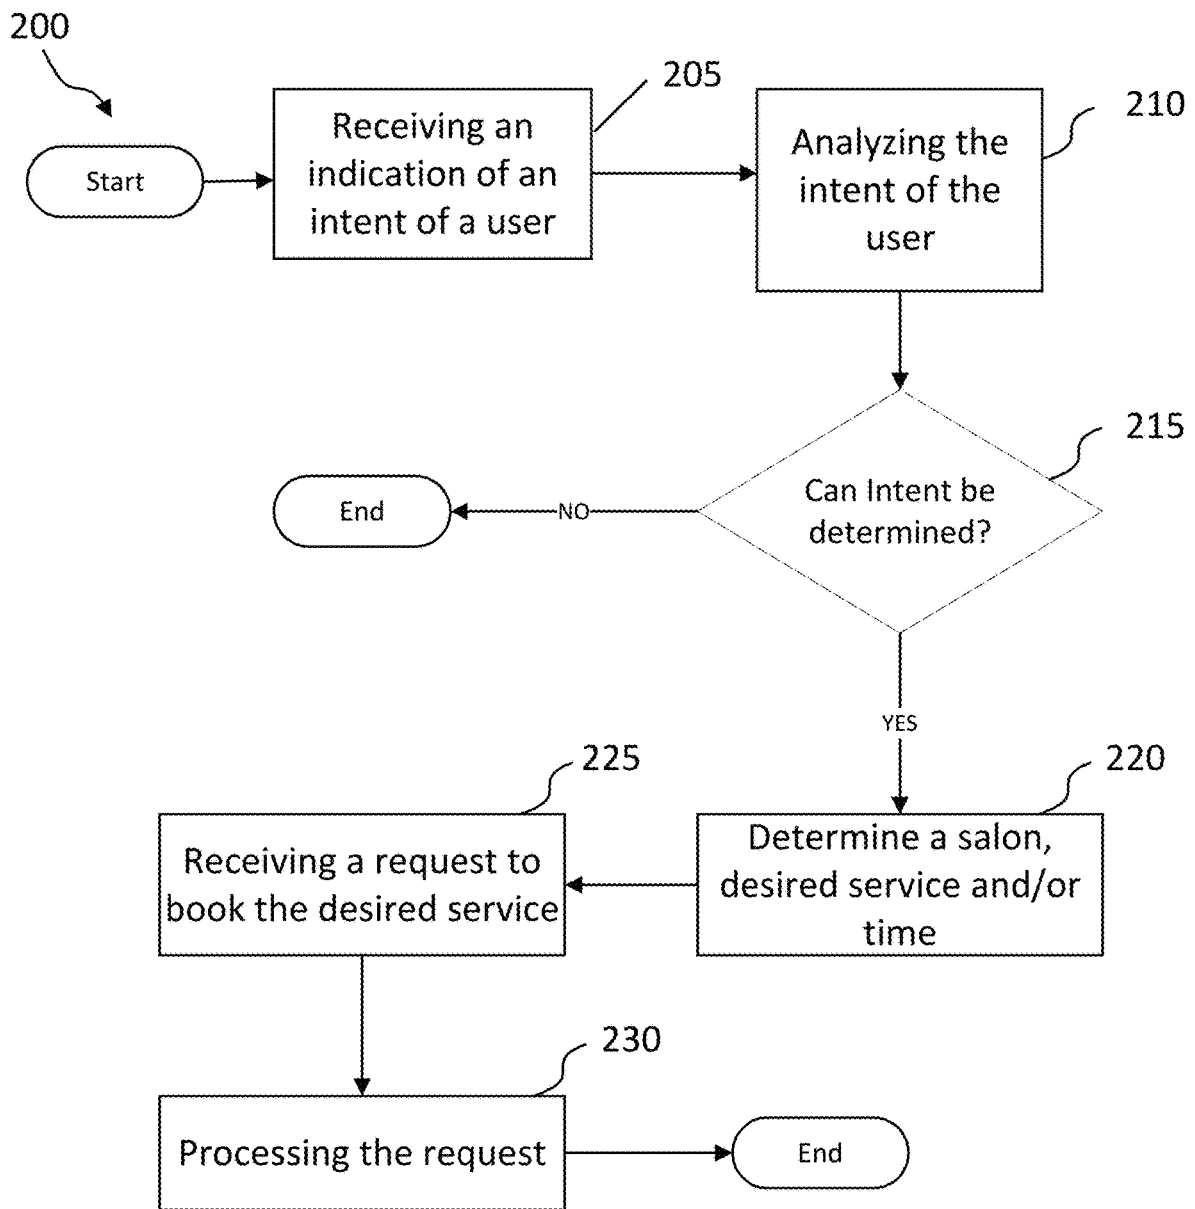 200
Start
205
Receiving an
indication of an
intent of a user
210
Analyzing the
intent of the
user
215
Can Intent be
determined?
NO
End
YES
220
Determine a salon,
desired service and/or
time
225
Receiving a request to
book the desired service
230
Processing the request
End